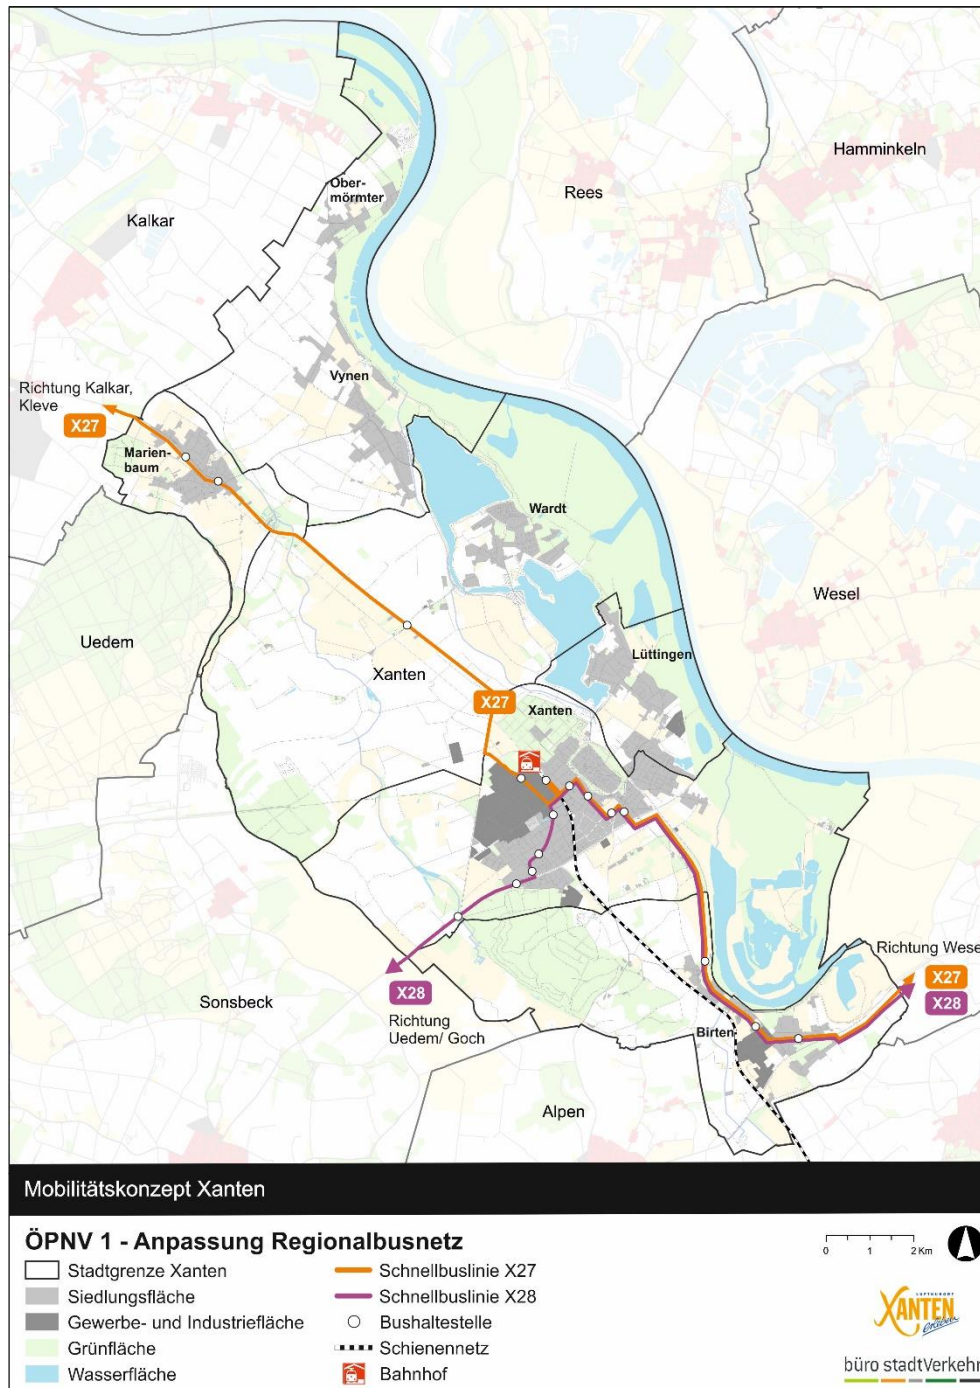 Hamminkeln
Rees
Ober-
mörmter
Kalkar
Vynen
Richtung Kalkar,
Kleve
X27
Marien-
baum
Wardt
Wesel
Uedem
Lüttingen
Xanten
X27
Xanten
Richtung Wese
X27
X28
Sonsbeck
X28
Richtung
Uedem/ Goch
Birten
Alpen
Mobilitätskonzept Xanten
ÖPNV 1 - Anpassung Regionalbusnetz
Stadtgrenze Xanten
Siedlungsfläche
Gewerbe- und Industriefläche
Grünfläche
Wasserfläche
Schnellbuslinie X27
Schnellbuslinie X28
Bushaltestelle
Schienennetz
Bahnhof
0 1 2 Km
LUFTKURORT
XANTEN
erleben
büro stadtVerkehr